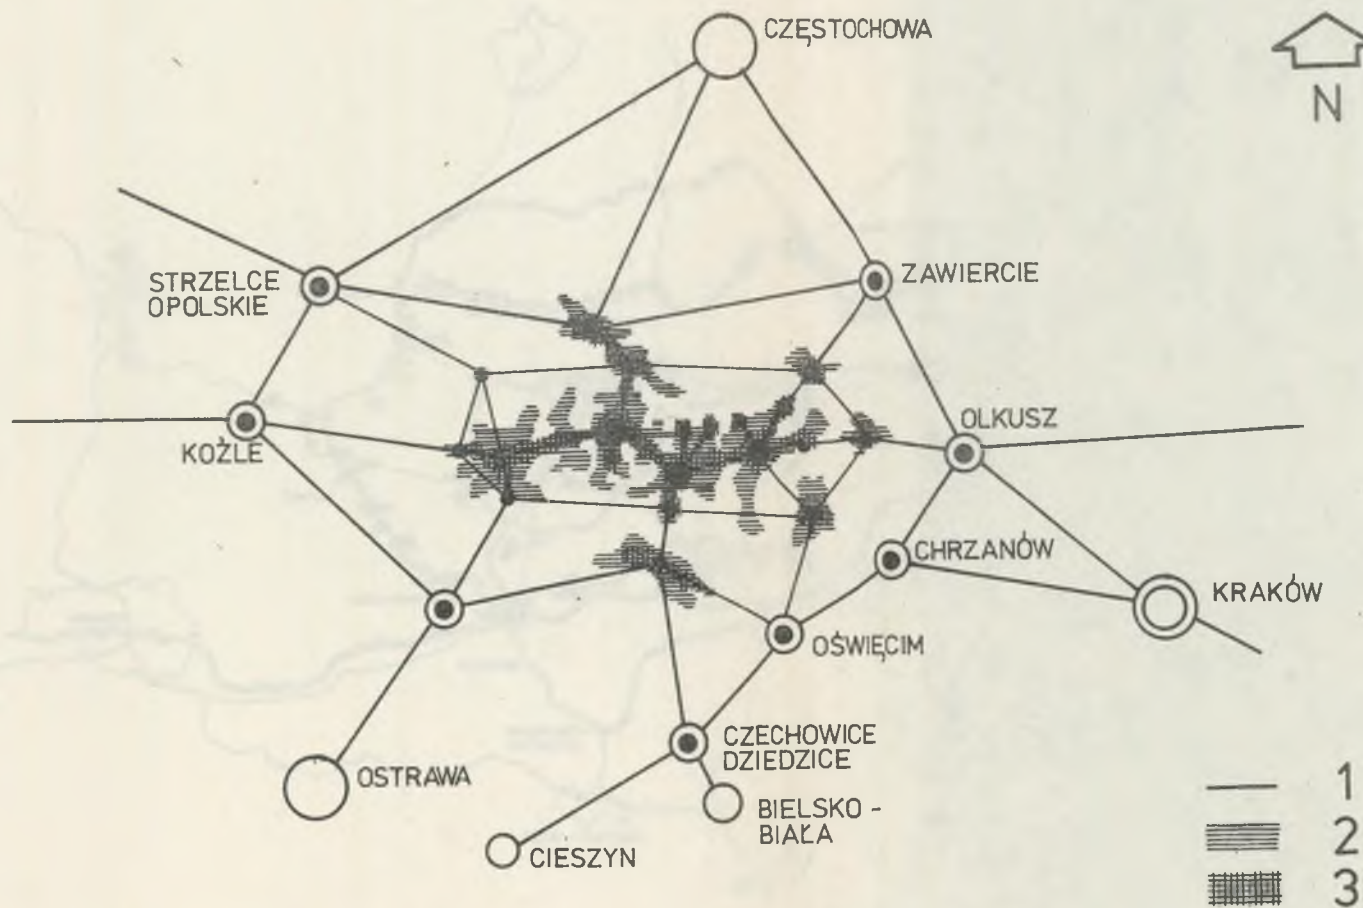 CZĘSTOCHOWA
N
STRZELCE
OPOLSKIE
ZAWIERCIE
KOŹLE
OLKUSZ
CHRZANÓW
KRAKÓW
OŚWIĘCIM
CZECHOWICE
DZIEDZICE
OSTRAWA
BIELSKO -
BIAŁA
CIESZYN
1
2
3